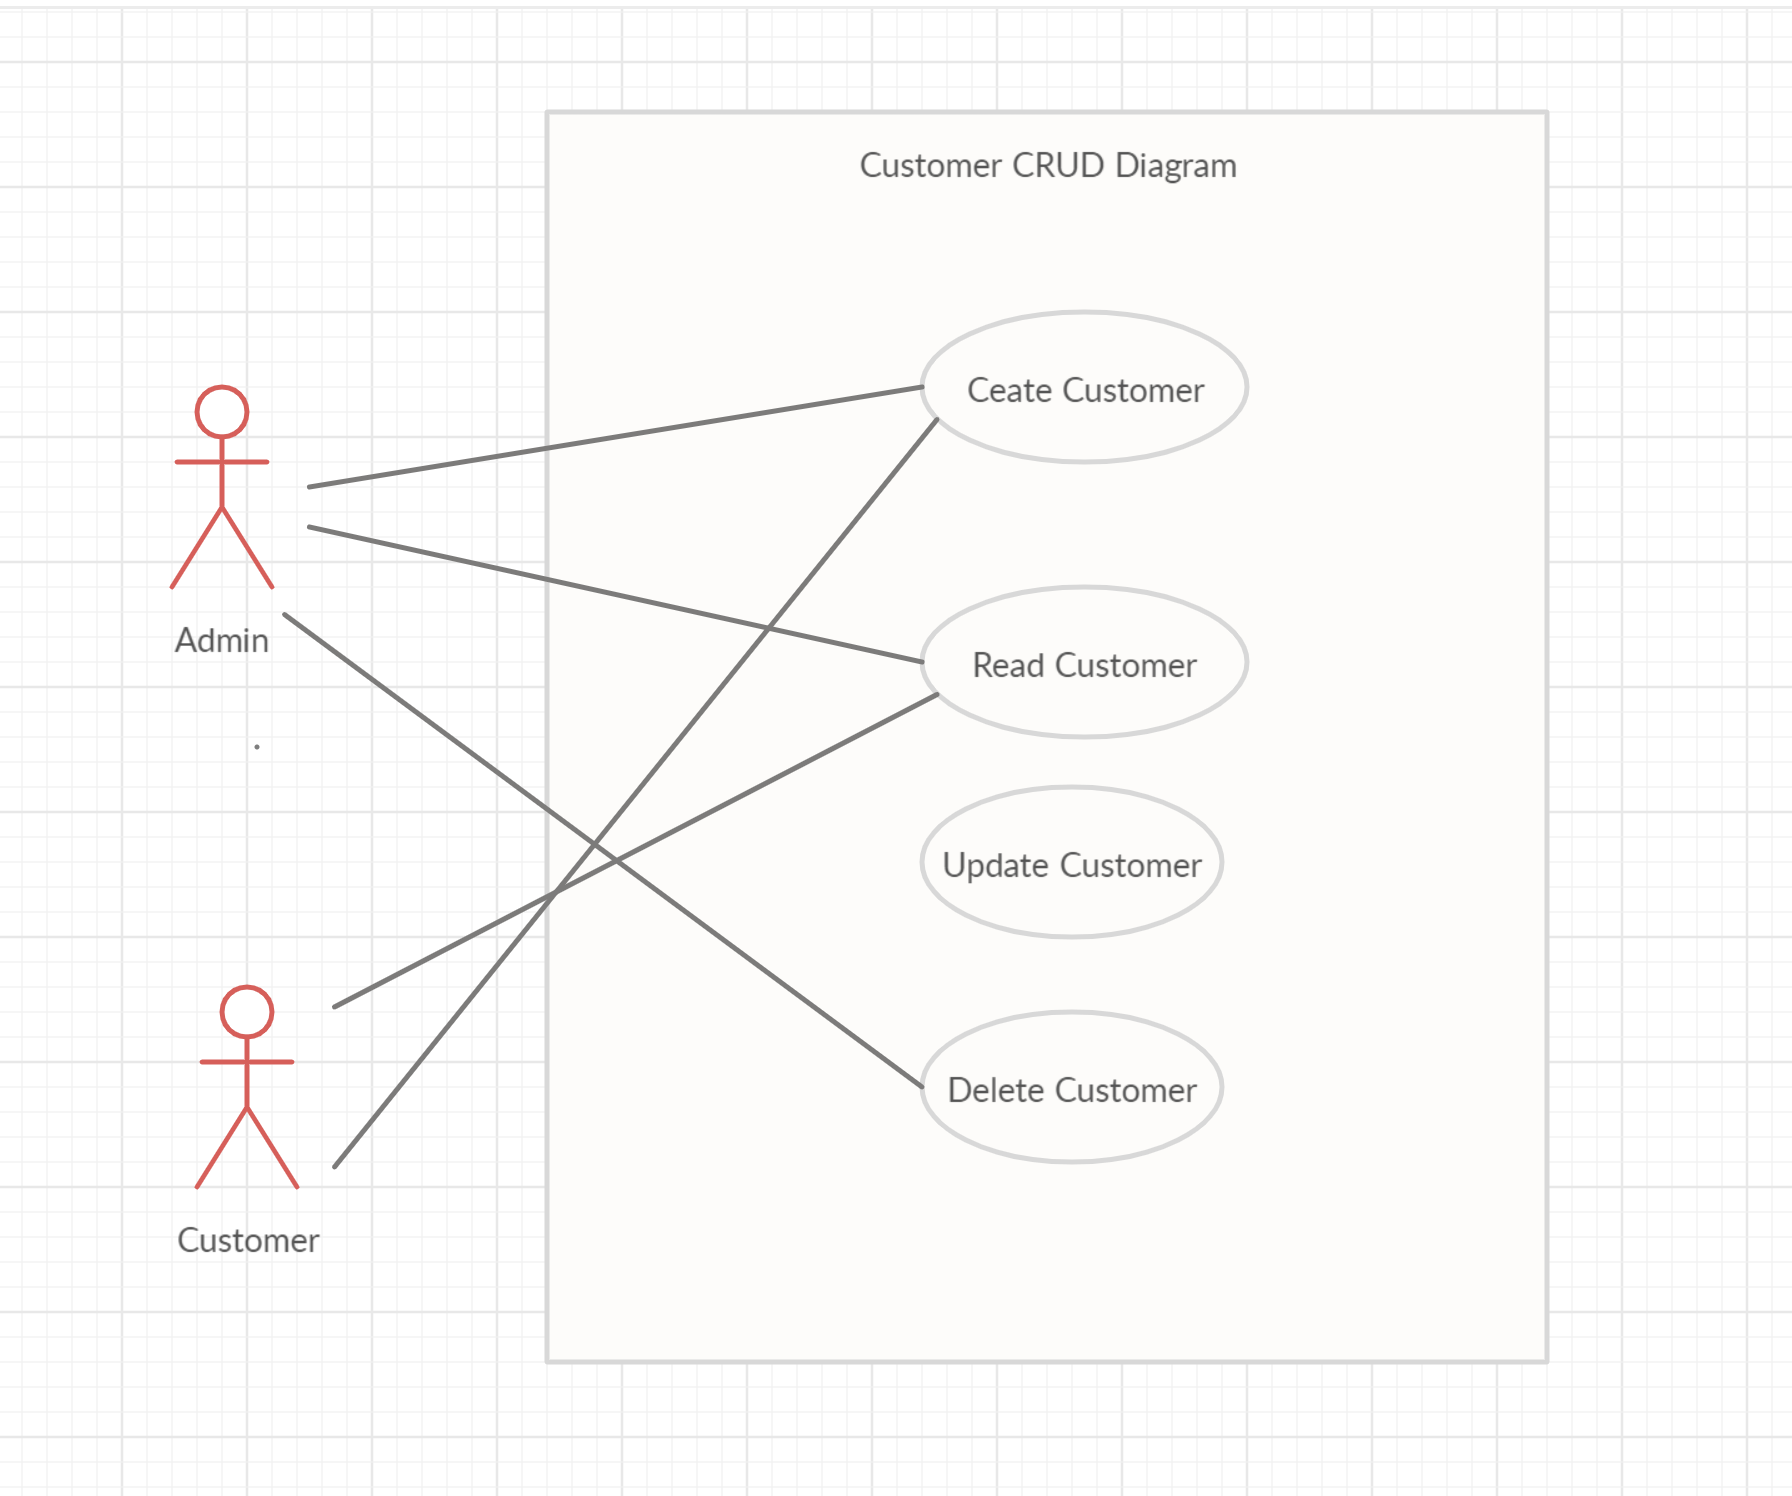 Customer CRUD Diagram
Ceate Customer
Admin
Read Customer
Update Customer
Delete Customer
Customer